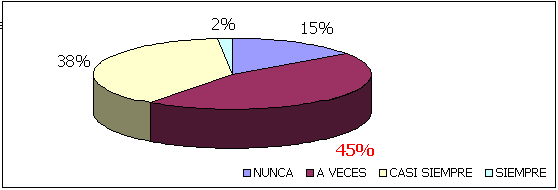 2%
15%
38%
45%
NUNCA A VECES CASI SIEMPRE SIEMPRE